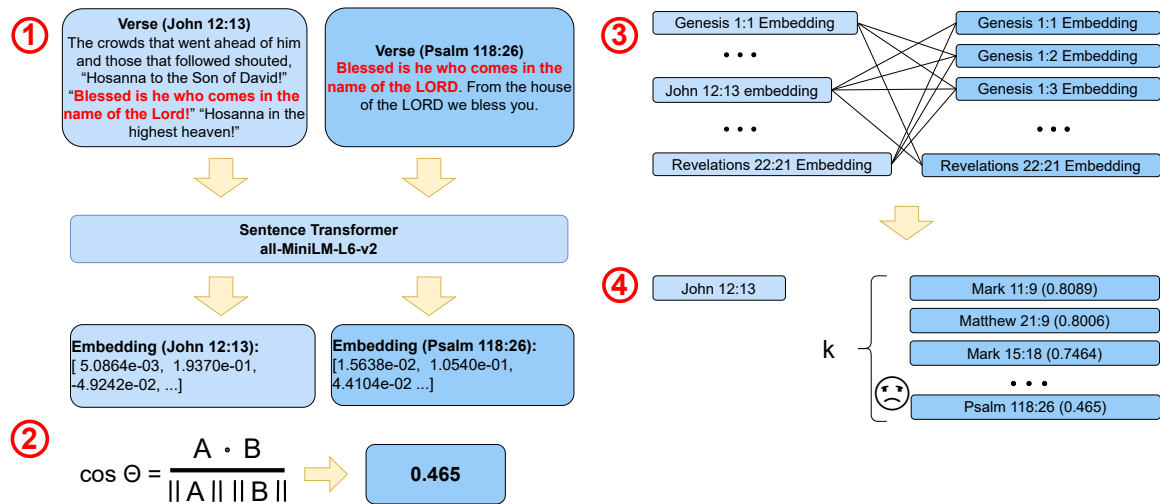 1
Verse (John 12:13)
The crowds that went ahead of him
and those that followed shouted,
“Hosanna to the Son of David!”
“Blessed is he who comes in the
name of the Lord!” “Hosanna in the
highest heaven!”
Verse (Psalm 118:26)
Blessed is he who comes in the
name of the LORD. From the house
of the LORD we bless you.
Sentence Transformer
all-MiniLM-L6-v2
Embedding (John 12:13):
[ 5.0864e-03, 1.9370e-01,
-4.9242e-02, ...]
Embedding (Psalm 118:26):
[1.5638e-02, 1.0540e-01,
4.4104e-02 ...]
2
cos Θ =
A · B
|| A || || B ||
0.465
3
Genesis 1:1 Embedding
• • •
John 12:13 embedding
• • •
Revelations 22:21 Embedding
Genesis 1:1 Embedding
Genesis 1:2 Embedding
Genesis 1:3 Embedding
• • •
Revelations 22:21 Embedding
4
John 12:13
k
Mark 11:9 (0.8089)
Matthew 21:9 (0.8006)
Mark 15:18 (0.7464)
• • •
Psalm 118:26 (0.465)